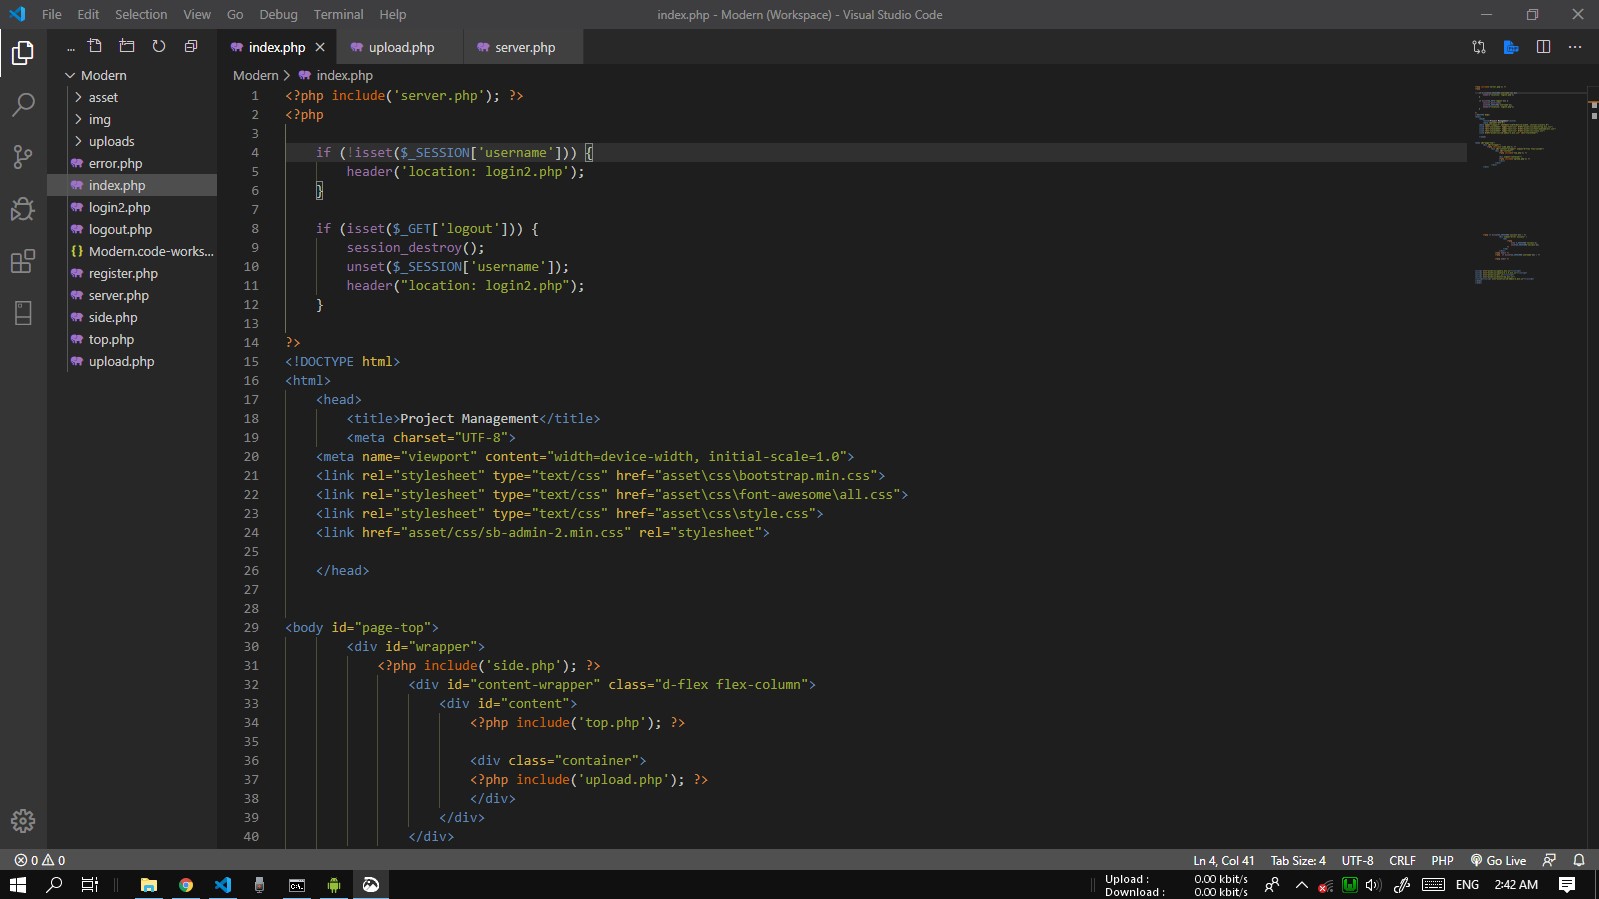 File Edit Selection View Go Debug Terminal Help
index.php - Modern (Workspace) - Visual Studio Code
...
index.php upload.php server.php
Modern
asset
img
uploads
error.php
index.php
login2.php
logout.php
{} Modern.code-works...
register.php
server.php
side.php
top.php
upload.php
Modern > index.php
1 <?php include('server.php'); ?>
2 <?php
3
4 if (!isset($_SESSION['username'])) {
5 header('location: login2.php');
6 }
7
8 if (isset($_GET['logout'])) {
9 session_destroy();
10 unset($_SESSION['username']);
11 header("location: login2.php");
12 }
13
14 ?>
15 <!DOCTYPE html>
16 <html>
17 <head>
18 <title>Project Management</title>
19 <meta charset="UTF-8">
20 <meta name="viewport" content="width=device-width, initial-scale=1.0">
21 <link rel="stylesheet" type="text/css" href="asset\css\bootstrap.min.css">
22 <link rel="stylesheet" type="text/css" href="asset\css\font-awesome\all.css">
23 <link rel="stylesheet" type="text/css" href="asset\css\style.css">
24 <link href="asset/css/sb-admin-2.min.css" rel="stylesheet">
25
26 </head>
27
28
29 <body id="page-top">
30 <div id="wrapper">
31 <?php include('side.php'); ?>
32 <div id="content-wrapper" class="d-flex flex-column">
33 <div id="content">
34 <?php include('top.php'); ?>
35
36 <div class="container">
37 <?php include('upload.php'); ?>
38 </div>
39 </div>
40 </div>
0 0
Ln 4, Col 41 Tab Size: 4 UTF-8 CRLF PHP Go Live
Upload : 0.00 kbit/s
Download : 0.00 kbit/s
ENG 2:42 AM